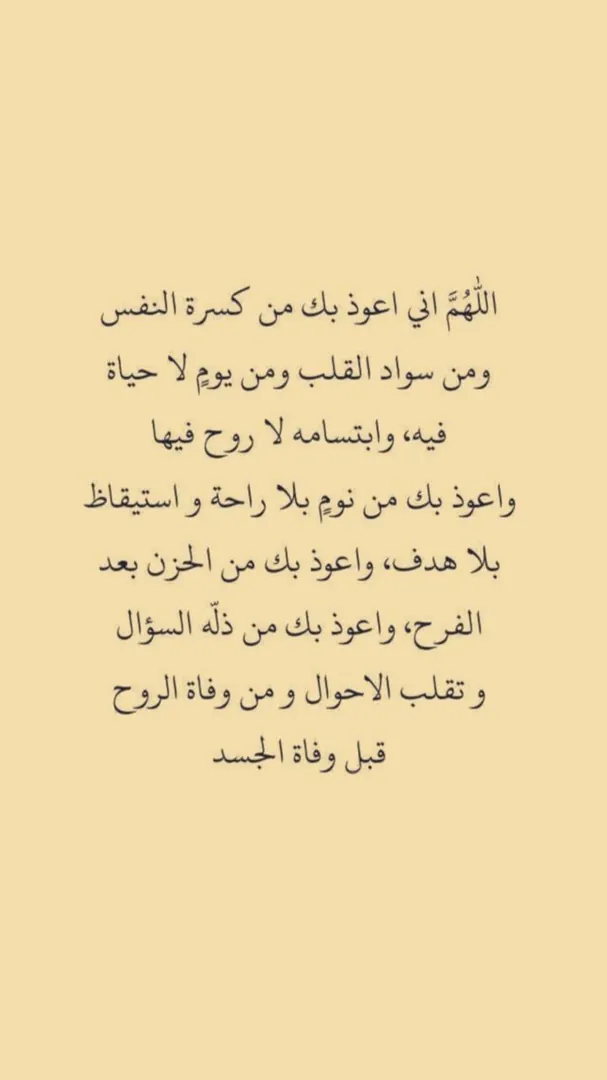 اللّٰهُمَّ اني اعوذ بك من كسرة النفس
ومن سواد القلب ومن يومٍ لا حياة
فيه، وابتسامه لا روح فيها
واعوذ بك من نومٍ بلا راحة و استيقاظ
بلا هدف، واعوذ بك من الحزن بعد
الفرح، واعوذ بك من ذلّه السؤال
و تقلب الاحوال و من وفاة الروح
قبل وفاة الجسد